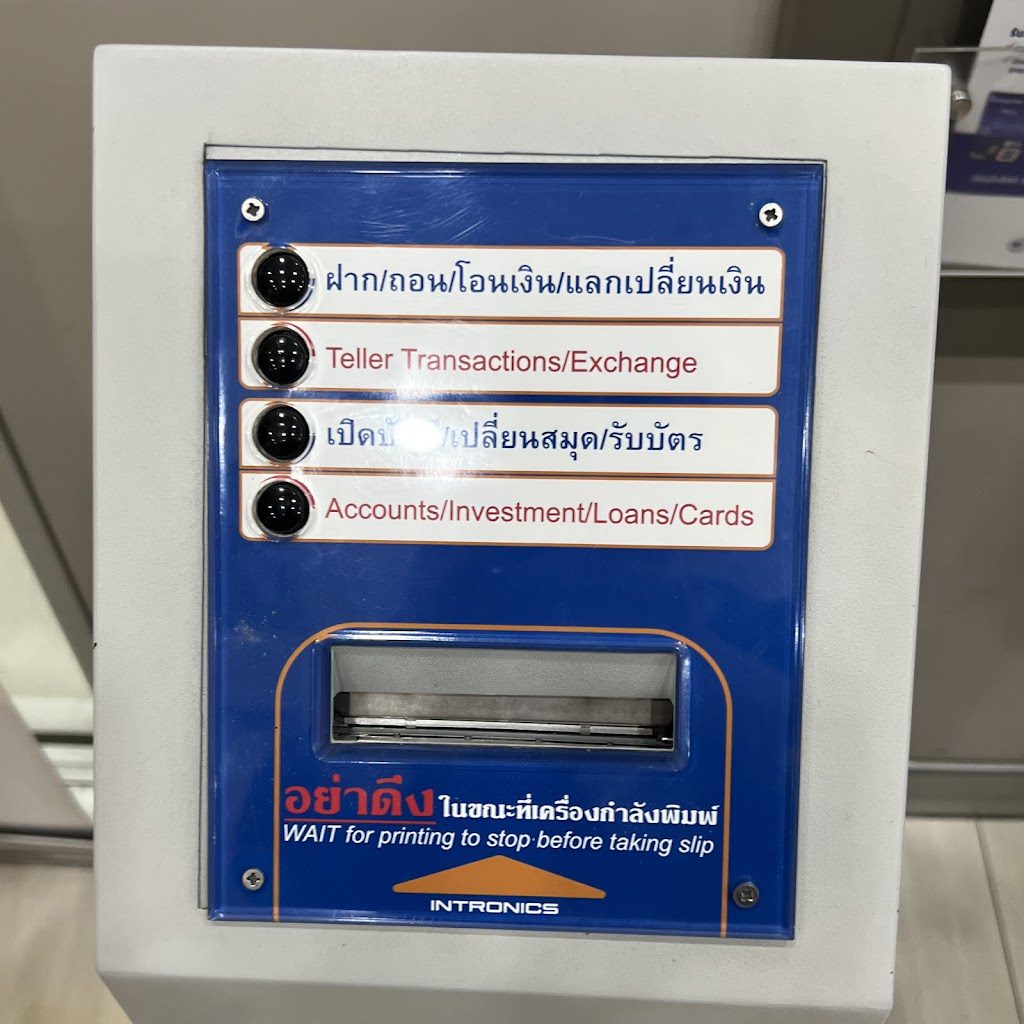 ฝาก/ถอน/โอนเงิน/แลกเปลี่ยนเงิน
Teller Transactions/Exchange
/เปลี่ยนสมุด/รับบัตร
Accounts/Investment/Loans/Cards
อย่าดึง ในขณะที่เครื่องกำลังพิมพ์
WAIT for printing to stop before taking slip
INTRONICS